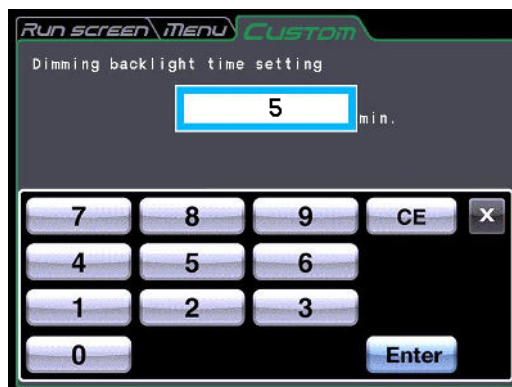 Run screen Menu Custom
Dimming backlight time setting
5 min.
7 8 9 CE X
4 5 6
1 2 3
0 Enter